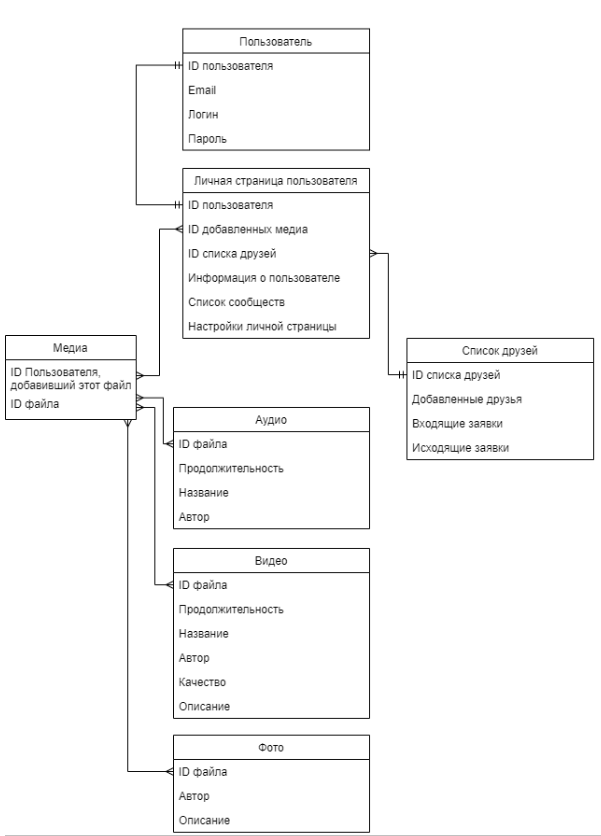 Пользователь
ID пользователя
Email
Логин
Пароль
Личная страница пользователя
ID пользователя
ID добавленных медиа
ID списка друзей
Информация о пользователе
Список сообществ
Настройки личной страницы
Медиа
ID Пользователя,
добавивший этот файл
ID файла
Список друзей
ID списка друзей
Добавленные друзья
Входящие заявки
Исходящие заявки
Аудио
ID файла
Продолжительность
Название
Автор
Видео
ID файла
Продолжительность
Название
Автор
Качество
Описание
Фото
ID файла
Автор
Описание